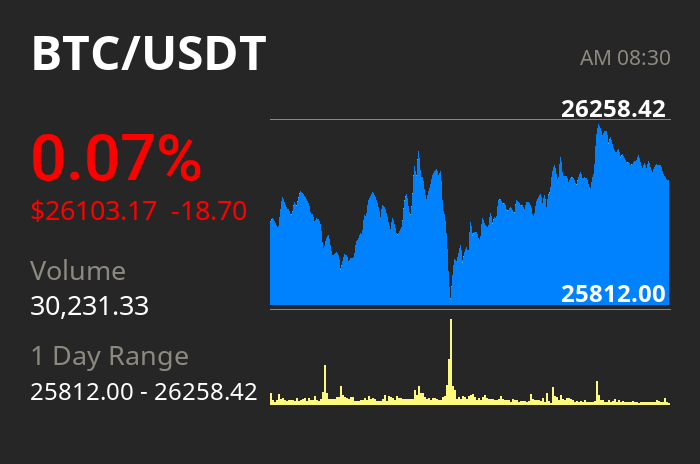 BTC/USDT
AM 08:30
26258.42
0.07%
$26103.17 -18.70
Volume
30,231.33
25812.00
1 Day Range
25812.00 - 26258.42